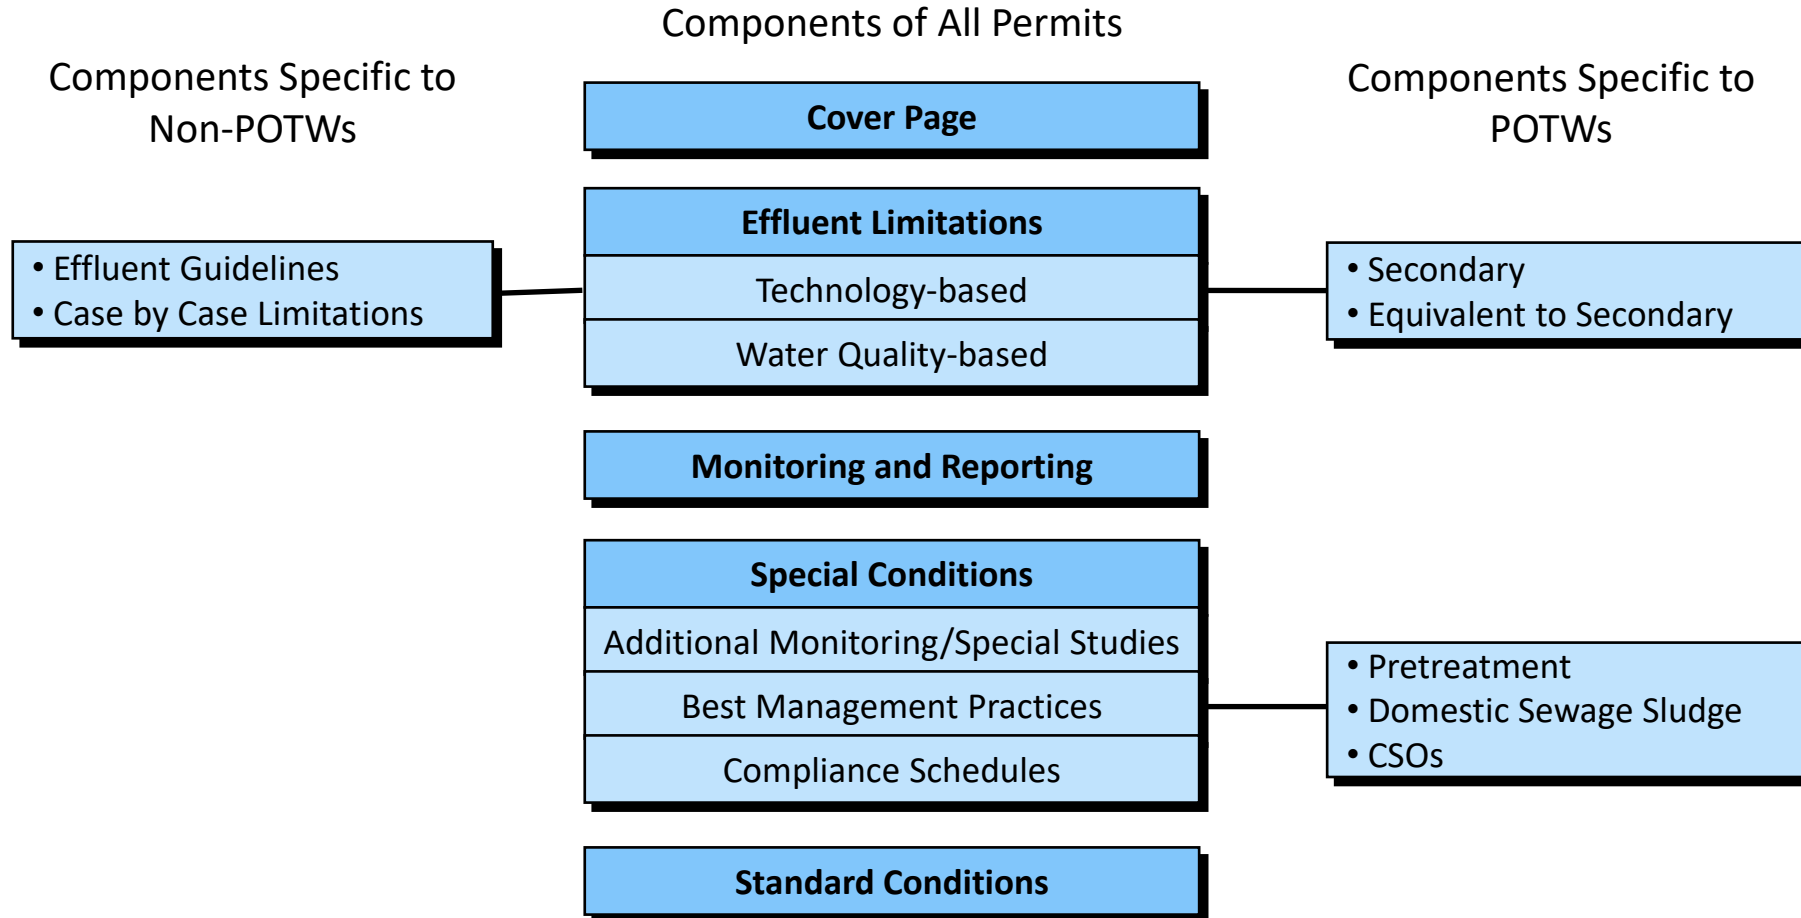 Components of All Permits
Components Specific to
Non-POTWs
Components Specific to
POTWs
Cover Page
Effluent Limitations
Technology-based
Water Quality-based
• Effluent Guidelines
• Case by Case Limitations
• Secondary
• Equivalent to Secondary
Monitoring and Reporting
Special Conditions
Additional Monitoring/Special Studies
Best Management Practices
Compliance Schedules
• Pretreatment
• Domestic Sewage Sludge
• CSOs
Standard Conditions